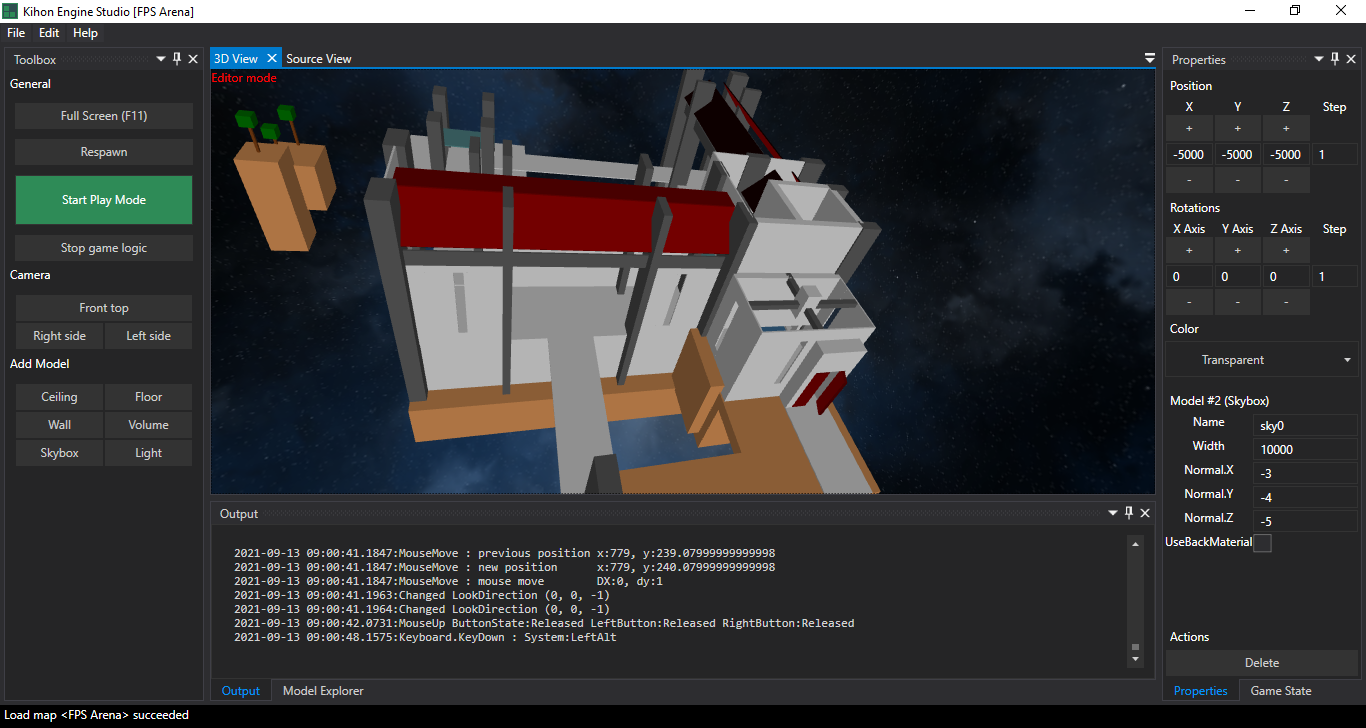 Kihon Engine Studio [FPS Arena]
File Edit Help
Toolbox
General
Full Screen (F11)
Respawn
Start Play Mode
Stop game logic
Camera
Front top
Right side Left side
Add Model
Ceiling Floor
Wall Volume
Skybox Light
3D View Source View
Editor mode
Output
2021-09-13 09:00:41.1847:MouseMove : previous position x:779, y:239.07999999999998
2021-09-13 09:00:41.1847:MouseMove : new position x:779, y:240.07999999999998
2021-09-13 09:00:41.1847:MouseMove : mouse move DX:0, dy:1
2021-09-13 09:00:41.1963:Changed LookDirection (0, 0, -1)
2021-09-13 09:00:41.1964:Changed LookDirection (0, 0, -1)
2021-09-13 09:00:42.0731:MouseUp ButtonState:Released LeftButton:Released RightButton:Released
2021-09-13 09:00:48.1575:Keyboard.KeyDown : System:LeftAlt
Output Model Explorer
Properties
Position
X Y Z Step
+ + +
-5000 -5000 -5000 1
- - -
Rotations
X Axis Y Axis Z Axis Step
+ + +
0 0 0 1
- - -
Color
Transparent
Model #2 (Skybox)
Name sky0
Width 10000
Normal.X -3
Normal.Y -4
Normal.Z -5
UseBackMaterial
Actions
Delete
Properties Game State
Load map <FPS Arena> succeeded